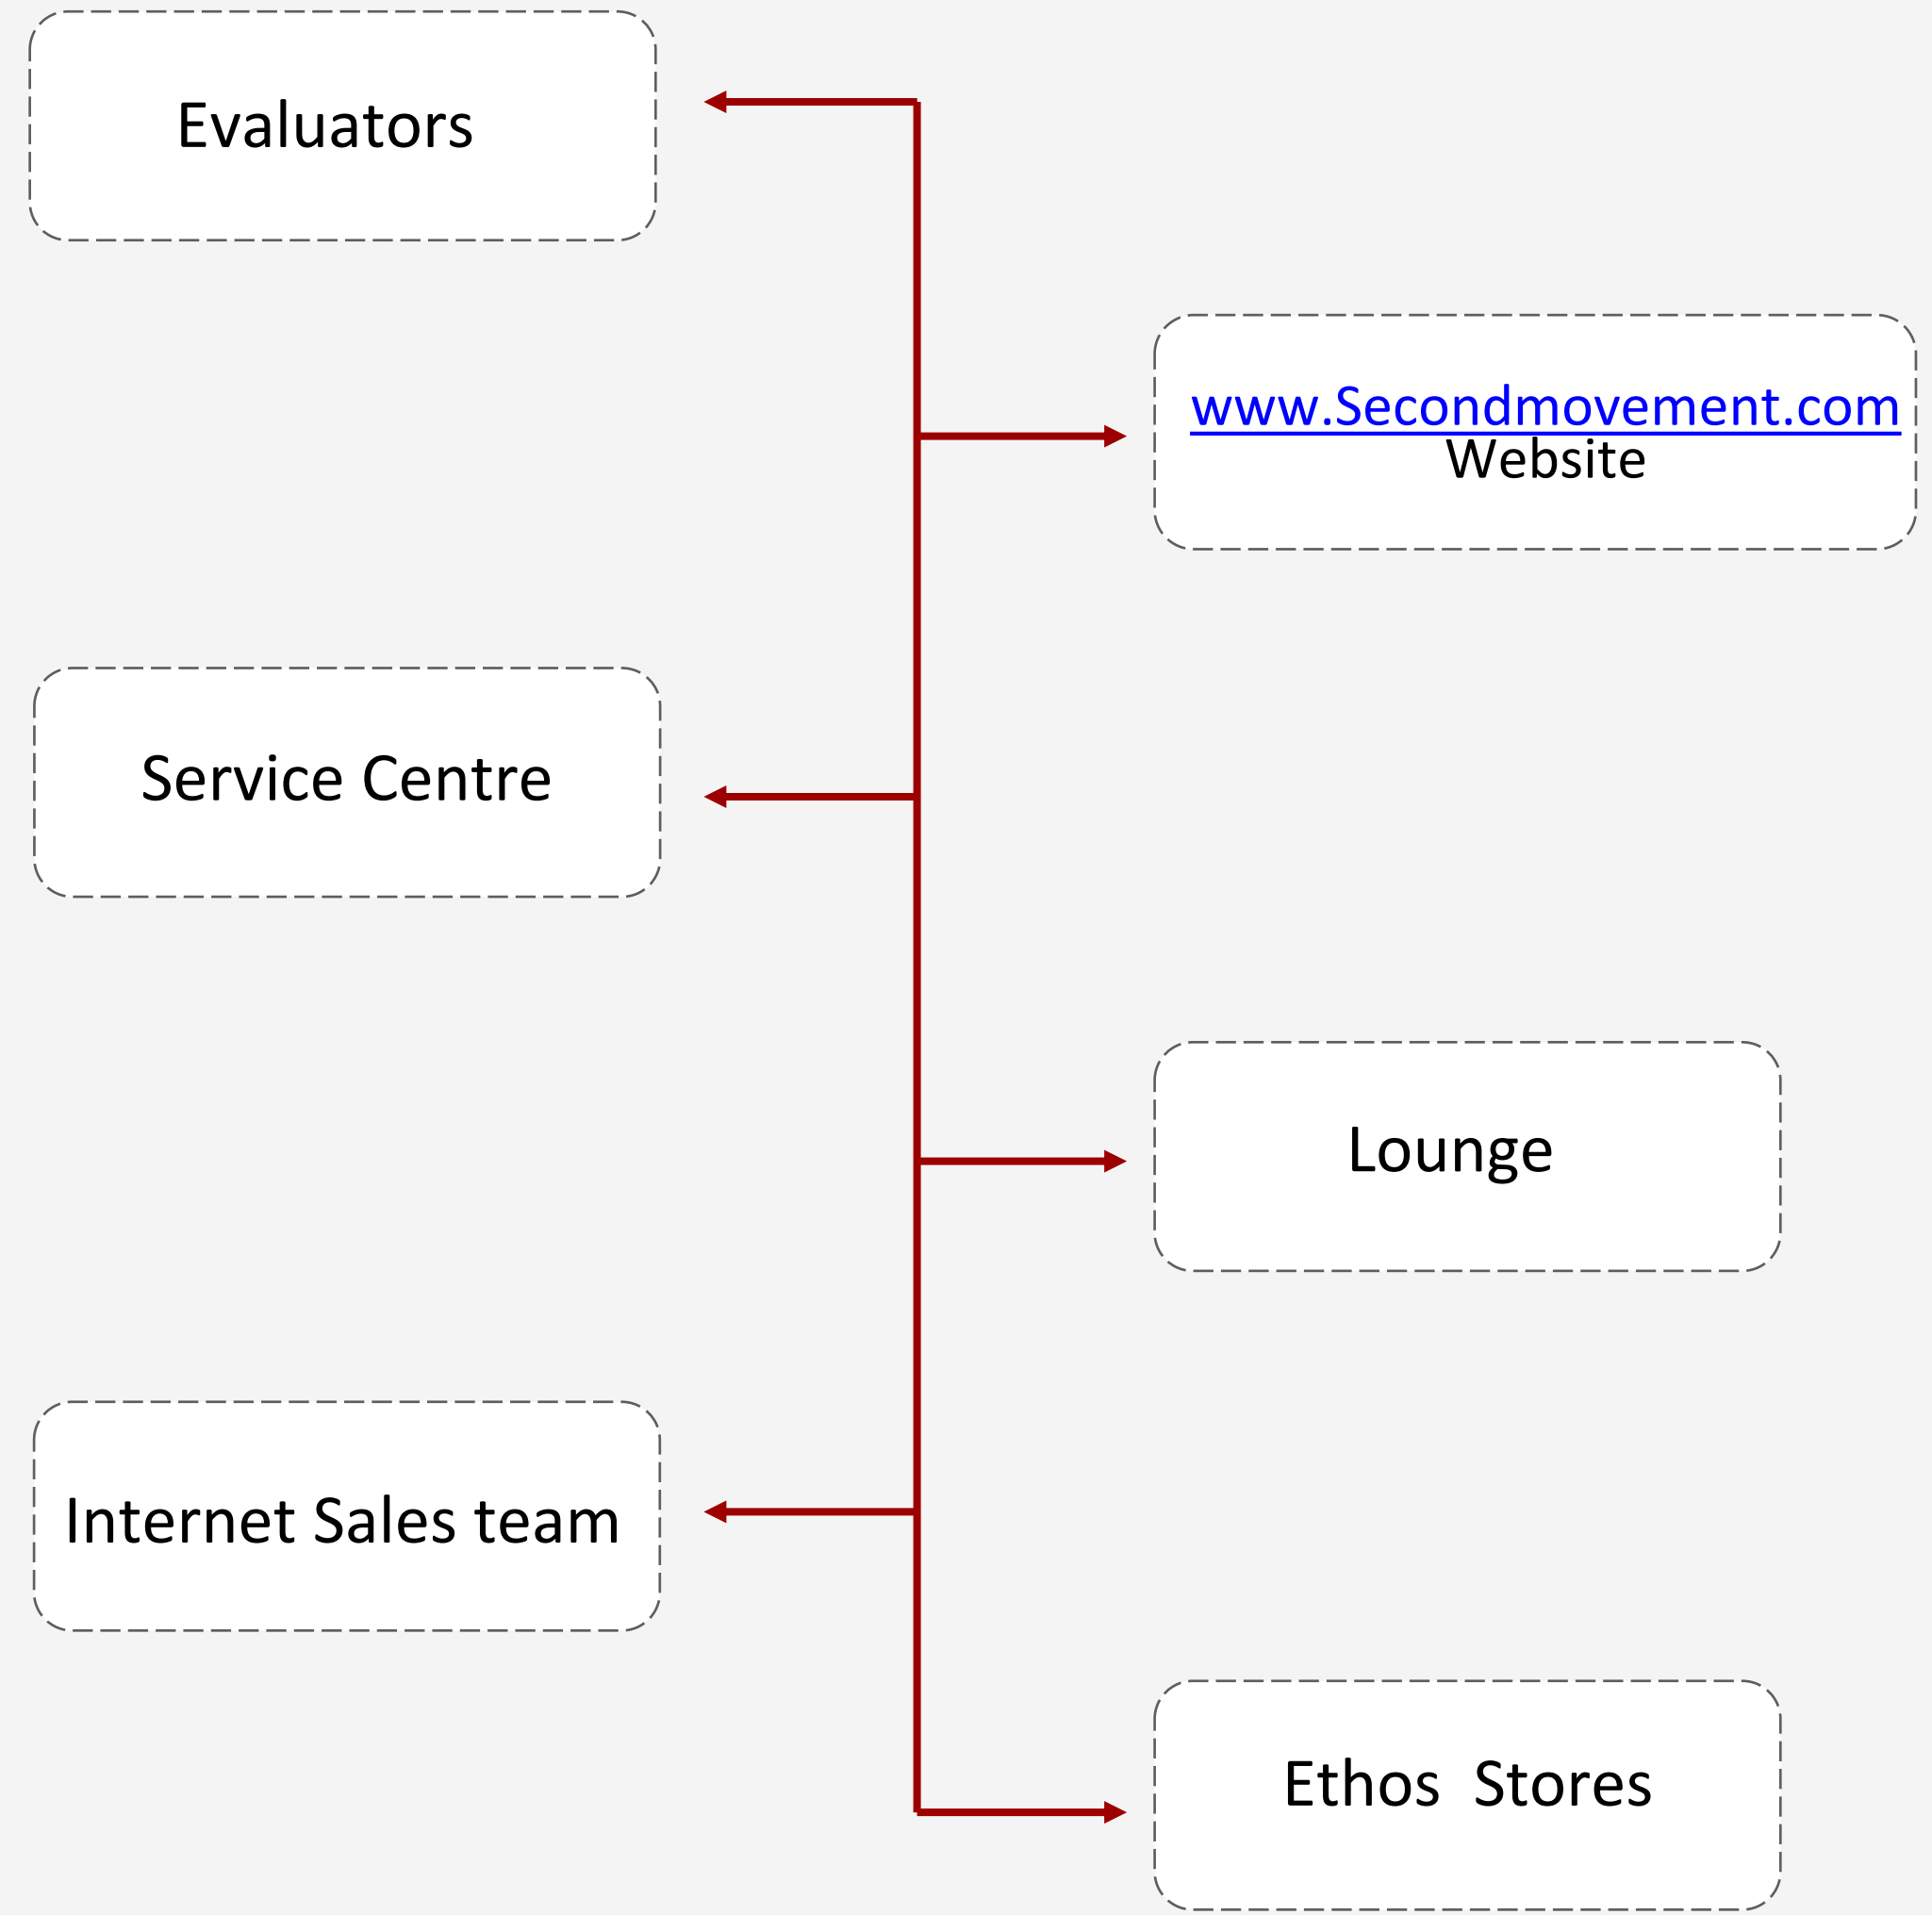 Evaluators
www.Secondmovement.com
Website
Service Centre
Lounge
Internet Sales team
Ethos  Stores